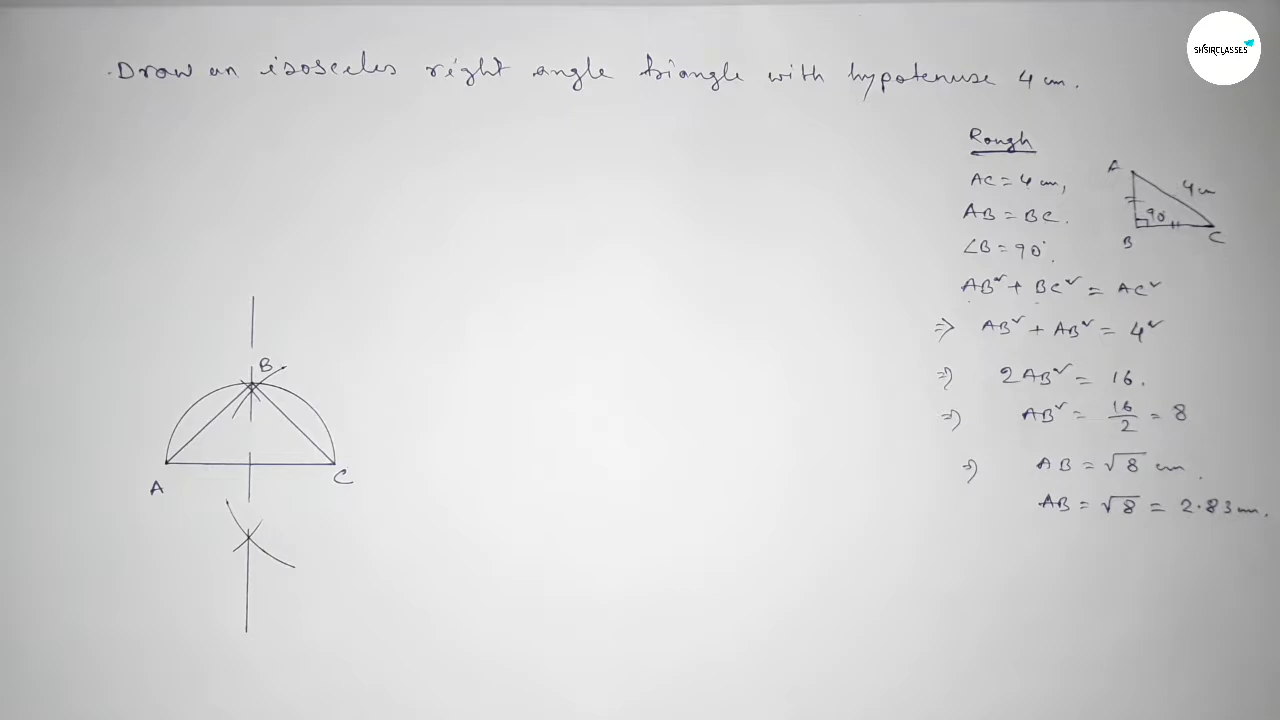 SHSIRCLASSES
.Draw an isosceles right angle triangle with hypotenuse 4 cm.
Rough
AC = 4 cm,
AB = BC.
∠B = 90°.
AB² + BC² = AC²
⇒ AB² + AB² = 4²
⇒ 2AB² = 16.
⇒ AB² = 16/2 = 8
⇒ AB = √8 cm.
AB = √8 = 2.83 cm.
A
4 cm
90°
B
C
B
A
C